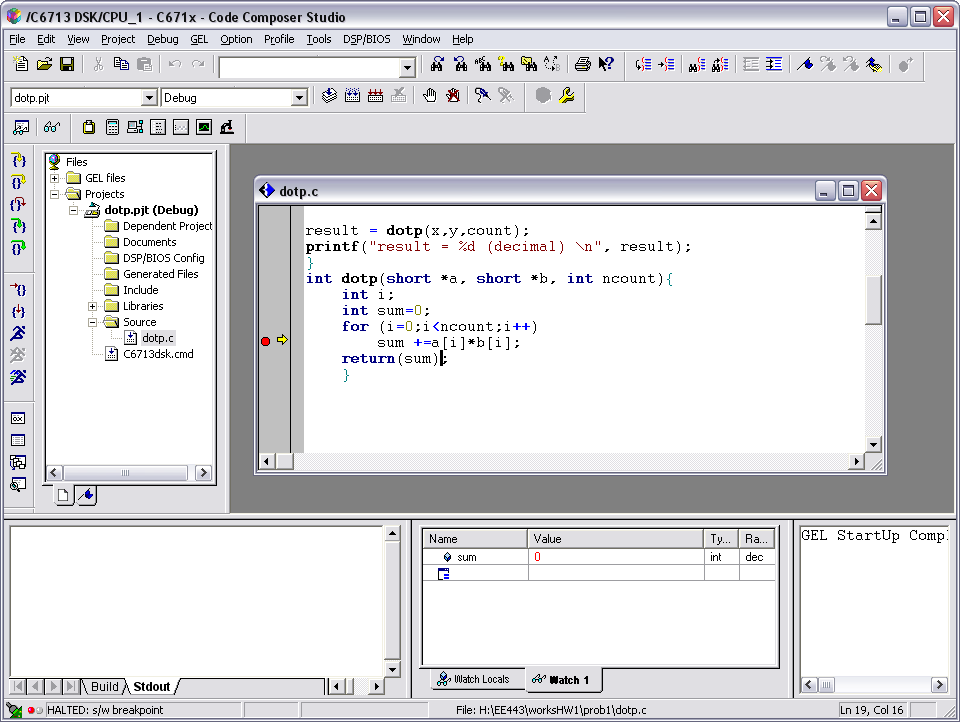 /C6713 DSK/CPU_1 - C671x - Code Composer Studio
File Edit View Project Debug GEL Option Profile Tools DSP/BIOS Window Help
dotp.pjt Debug
Files
GEL files
Projects
dotp.pjt (Debug)
Dependent Project
Documents
DSP/BIOS Config
Generated Files
Include
Libraries
Source
dotp.c
C6713dsk.cmd
dotp.c
result = dotp(x,y,count);
printf("result = %d (decimal) \n", result);
}
int dotp(short *a, short *b, int ncount){
int i;
int sum=0;
for (i=0;i<ncount;i++)
sum +=a[i]*b[i];
return(sum);
}
Build Stdout
Name Value Ty... Ra...
sum 0 int dec
Watch Locals Watch 1
GEL StartUp Compl
HALTED: s/w breakpoint
File: H:\EE443\worksHW1\prob1\dotp.c
Ln 19, Col 16